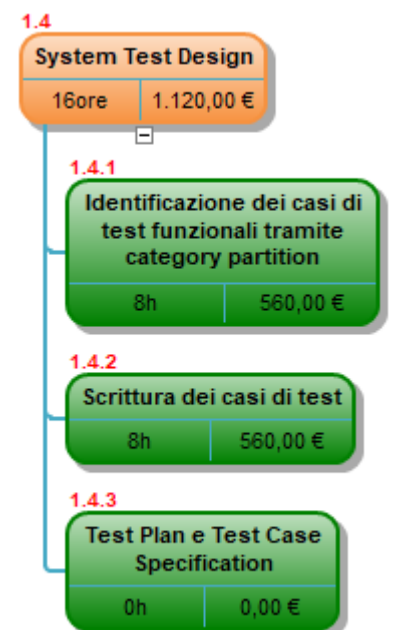 1.4
System Test Design
16ore 1.120,00 €
1.4.1
Identificazione dei casi di
test funzionali tramite
category partition
8h 560,00 €
1.4.2
Scrittura dei casi di test
8h 560,00 €
1.4.3
Test Plan e Test Case
Specification
0h 0,00 €